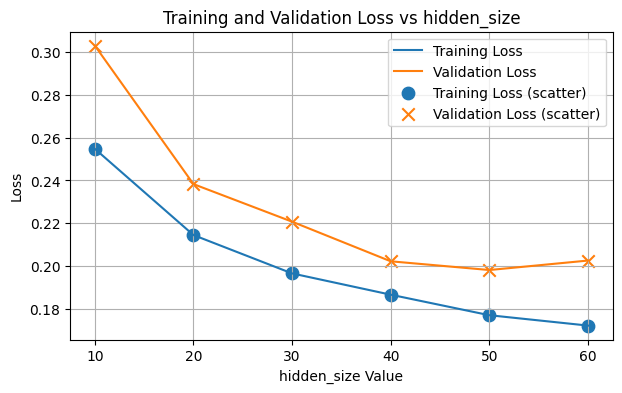 Training and Validation Loss vs hidden_size
Training Loss
Validation Loss
Training Loss (scatter)
Validation Loss (scatter)
Loss
0.30
0.28
0.26
0.24
0.22
0.20
0.18
10 20 30 40 50 60
hidden_size Value